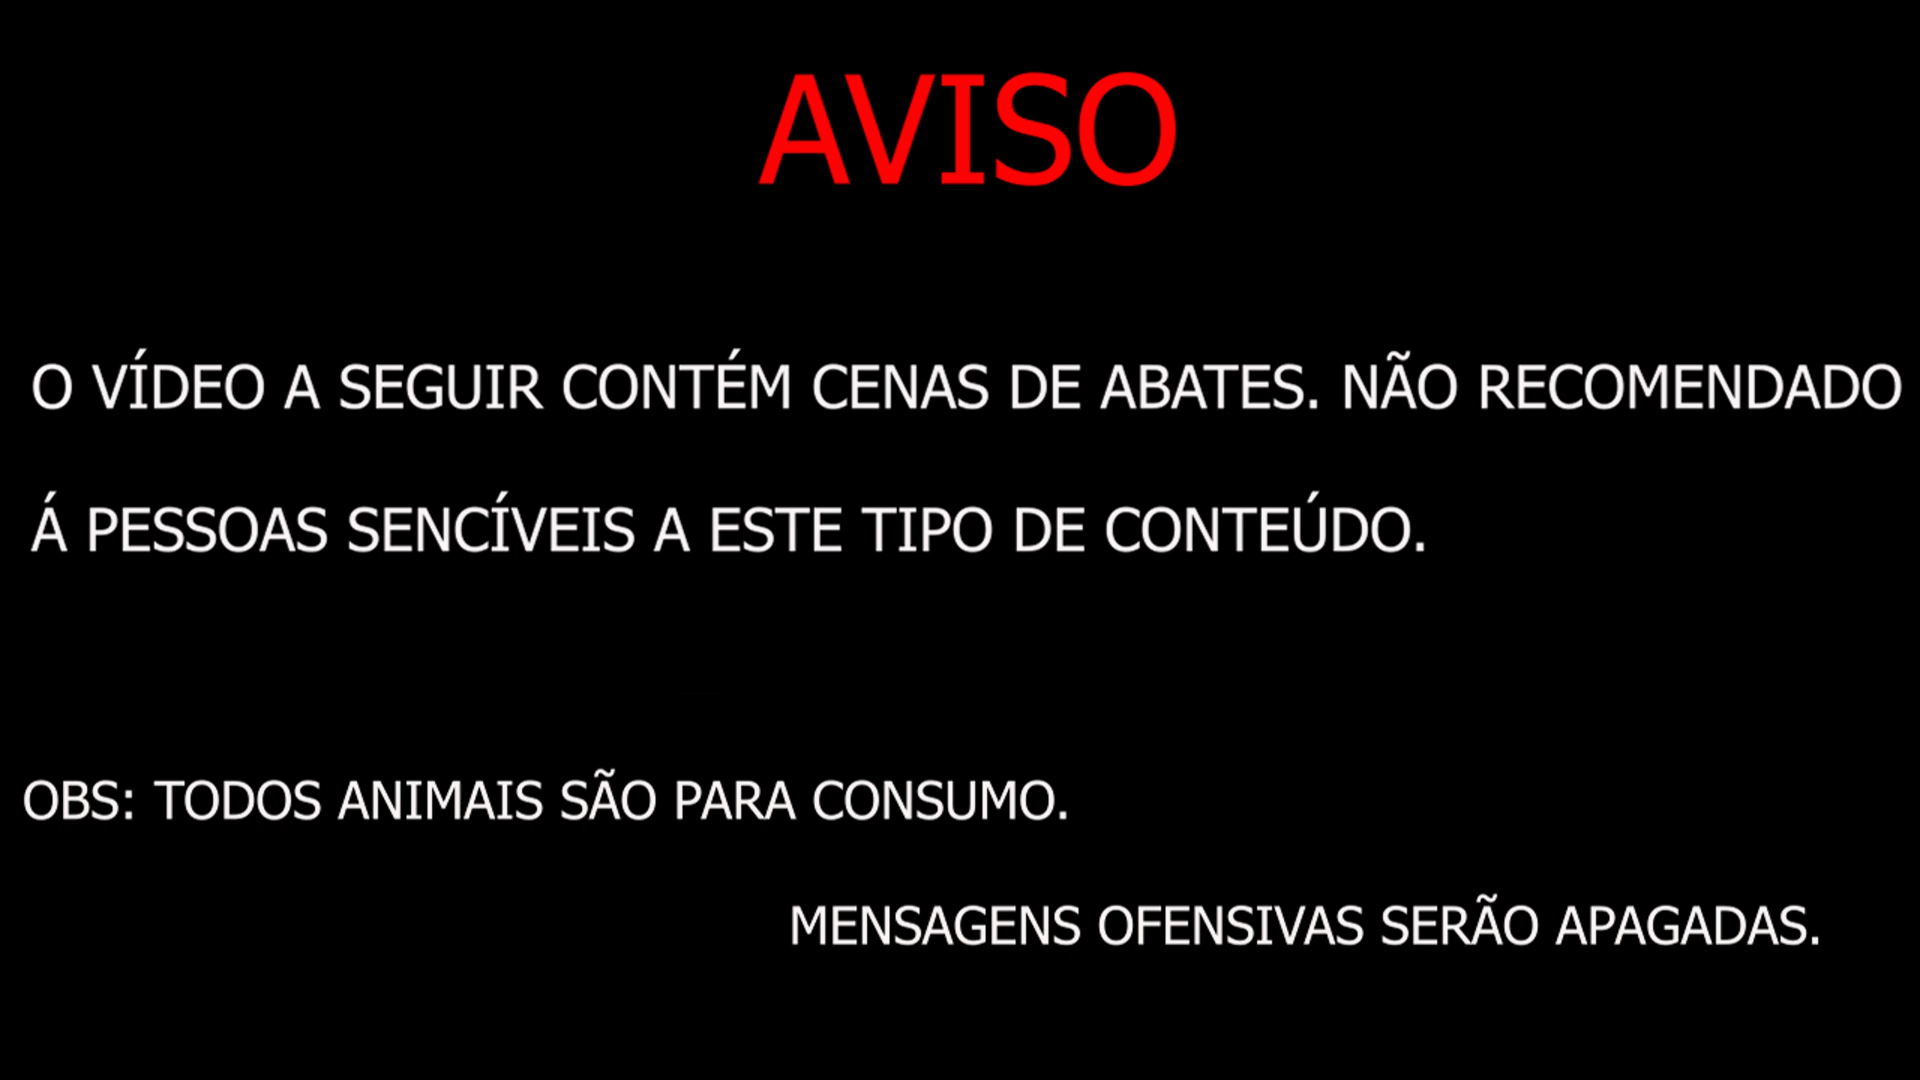 AVISO
O VÍDEO A SEGUIR CONTÉM CENAS DE ABATES. NÃO RECOMENDADO
Á PESSOAS SENCÍVEIS A ESTE TIPO DE CONTEÚDO.
OBS: TODOS ANIMAIS SÃO PARA CONSUMO.
MENSAGENS OFENSIVAS SERÃO APAGADAS.